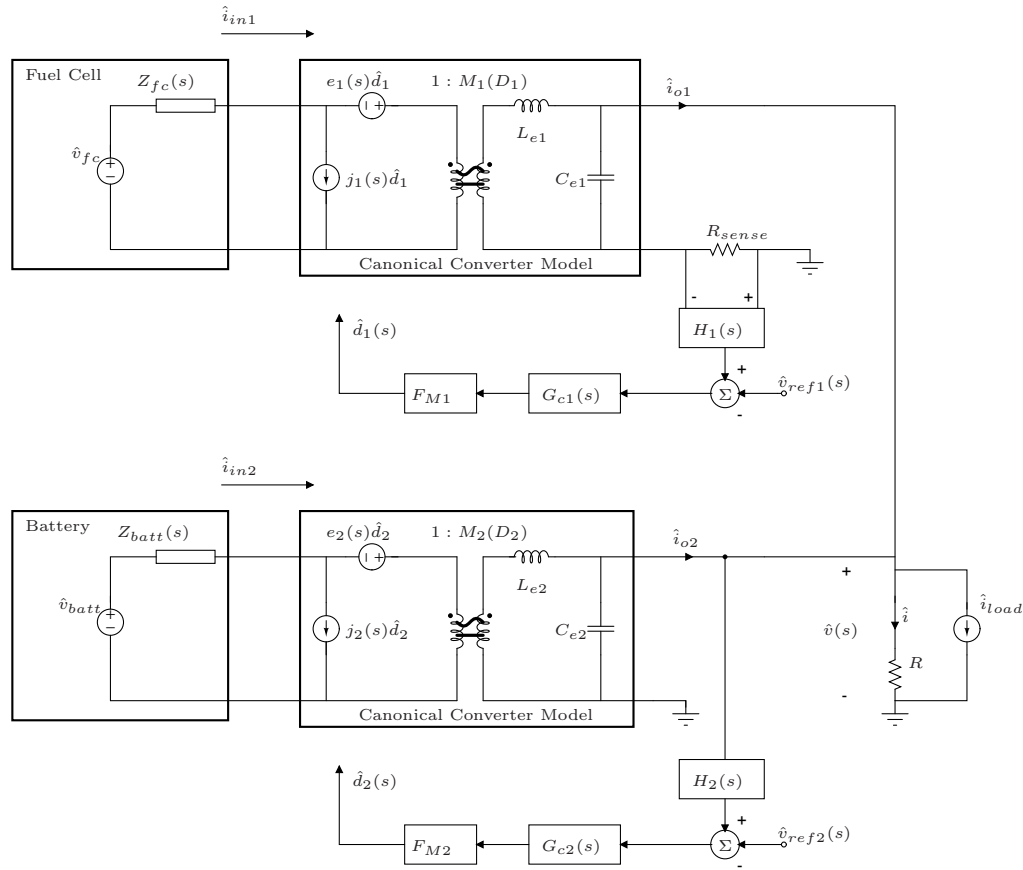 î_in1
Fuel Cell
Z_fc(s)
e_1(s)d̂_1
1 : M_1(D_1)
î_o1
v̂_fc
+
−
j_1(s)d̂_1
L_e1
C_e1
Canonical Converter Model
R_sense
- +
H_1(s)
d̂_1(s)
F_M1
G_c1(s)
+
Σ
-
v̂_ref1(s)
î_in2
Battery
Z_batt(s)
e_2(s)d̂_2
1 : M_2(D_2)
î_o2
v̂_batt
+
−
j_2(s)d̂_2
L_e2
C_e2
Canonical Converter Model
+
v̂(s)
-
î
R
î_load
H_2(s)
d̂_2(s)
F_M2
G_c2(s)
+
Σ
-
v̂_ref2(s)